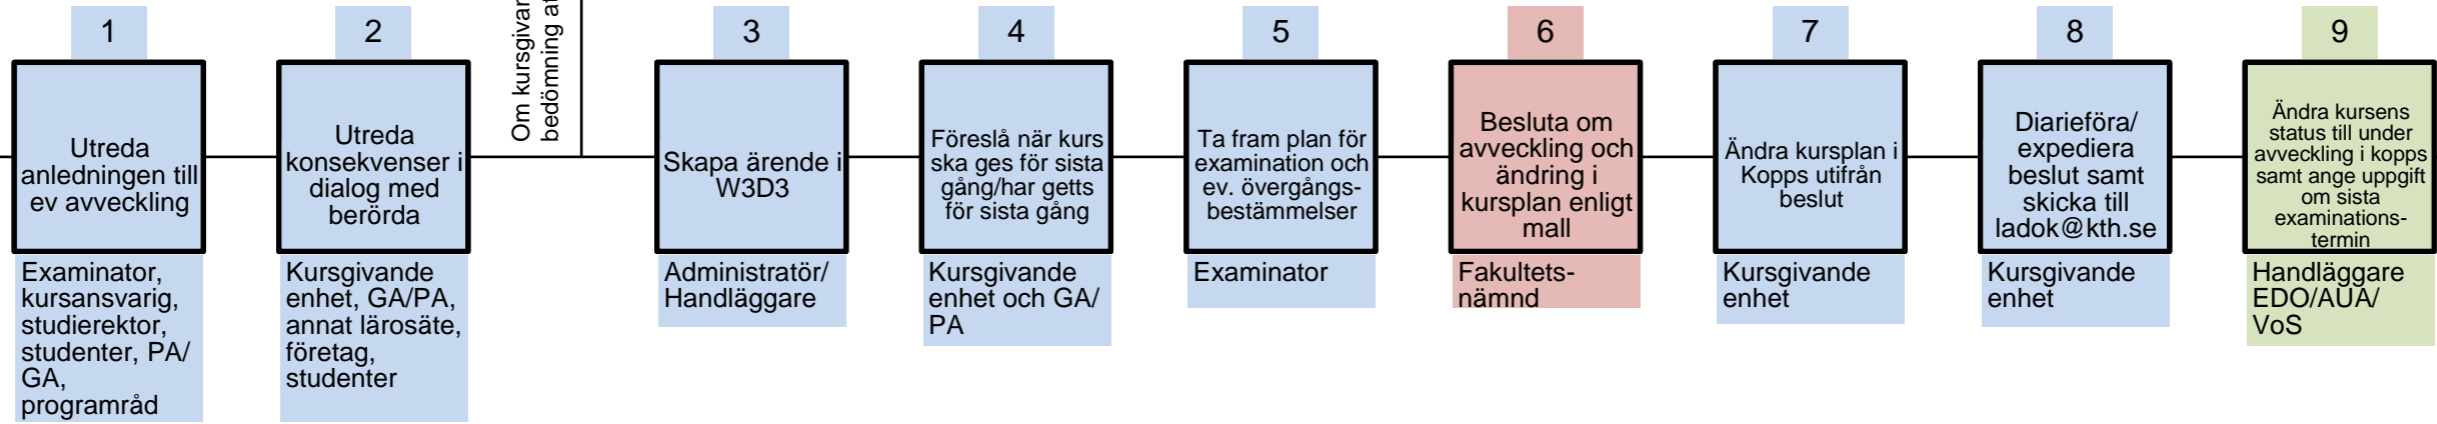 1
Utreda
anledningen till
ev avveckling
Examinator,
kursansvarig,
studierektor,
studenter, PA/
GA,
programråd
2
Utreda
konsekvenser i
dialog med
berörda
Kursgivande
enhet, GA/PA,
annat lärosäte,
företag,
studenter
Om kursgivar
bedömning at
3
Skapa ärende i
W3D3
Administratör/
Handläggare
4
Föreslå när kurs
ska ges för sista
gång/har getts
för sista gång
Kursgivande
enhet och GA/
PA
5
Ta fram plan för
examination och
ev. övergångs-
bestämmelser
Examinator
6
Besluta om
avveckling och
ändring i
kursplan enligt
mall
Fakultets-
nämnd
7
Ändra kursplan i
Kopps utifrån
beslut
Kursgivande
enhet
8
Diarieföra/
expediera
beslut samt
skicka till
ladok@kth.se
Kursgivande
enhet
9
Ändra kursens
status till under
avveckling i kopps
samt ange uppgift
om sista
examinations-
termin
Handläggare
EDO/AUA/
VoS